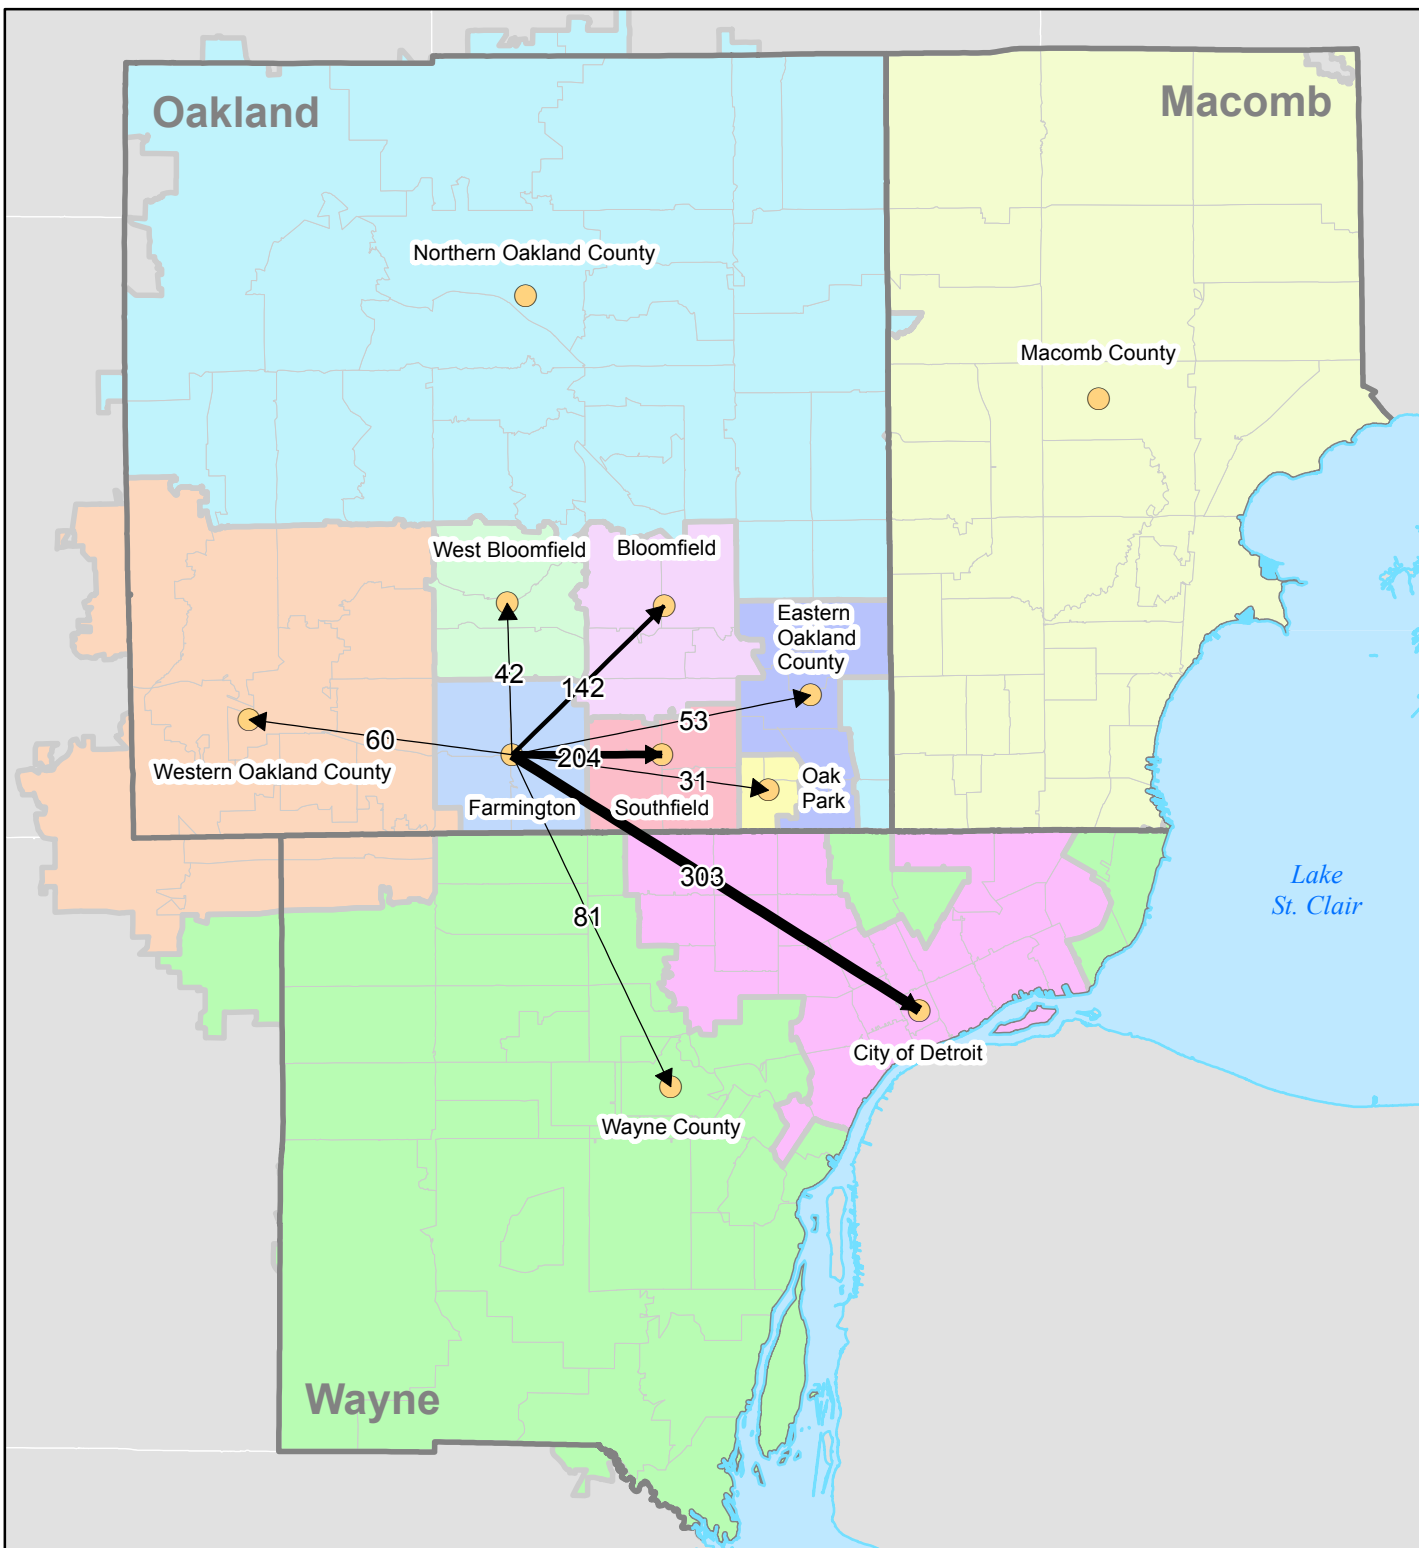 Oakland
Macomb
Northern Oakland County
Macomb County
West Bloomfield
Bloomfield
Eastern
Oakland
County
42
142
53
60
204
31
Western Oakland County
Farmington
Southfield
Oak
Park
303
81
Lake
St. Clair
City of Detroit
Wayne County
Wayne